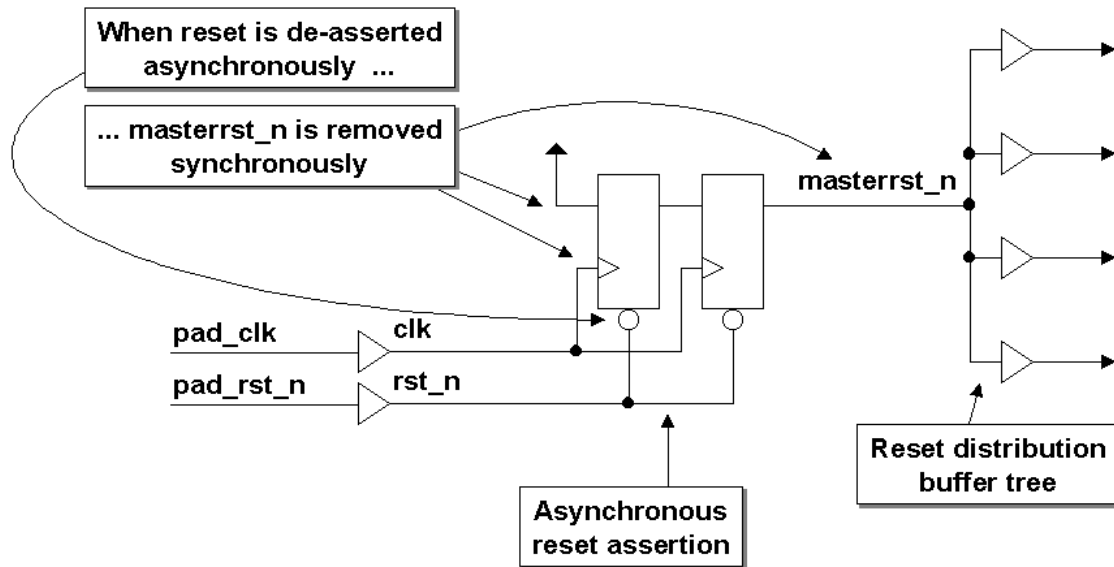 When reset is de-asserted
asynchronously ...
... masterrst_n is removed
synchronously
masterrst_n
pad_clk
clk
pad_rst_n
rst_n
Reset distribution
buffer tree
Asynchronous
reset assertion